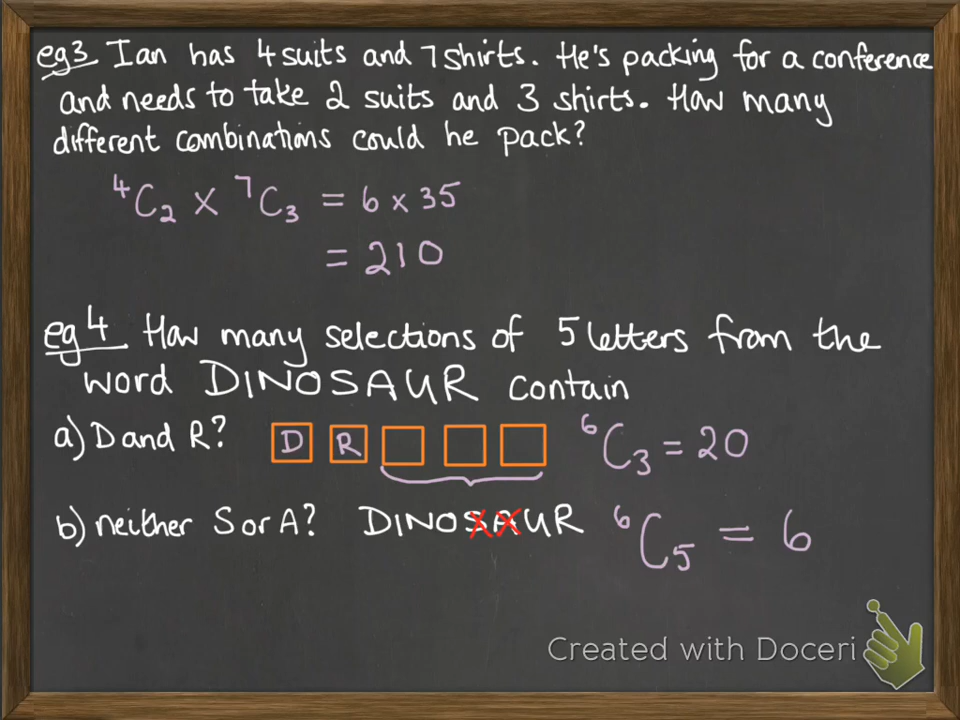 eg3 Ian has 4 suits and 7 shirts. He's packing for a conference
and needs to take 2 suits and 3 shirts. How many
different combinations could he pack?
⁴C₂ × ⁷C₃ = 6 × 35
= 210
eg4 How many selections of 5 letters from the
word DINOSAUR contain
a) D and R? D R ⁶C₃ = 20
b) neither S or A? DINOSAUR ⁶C₅ = 6
Created with Doceri